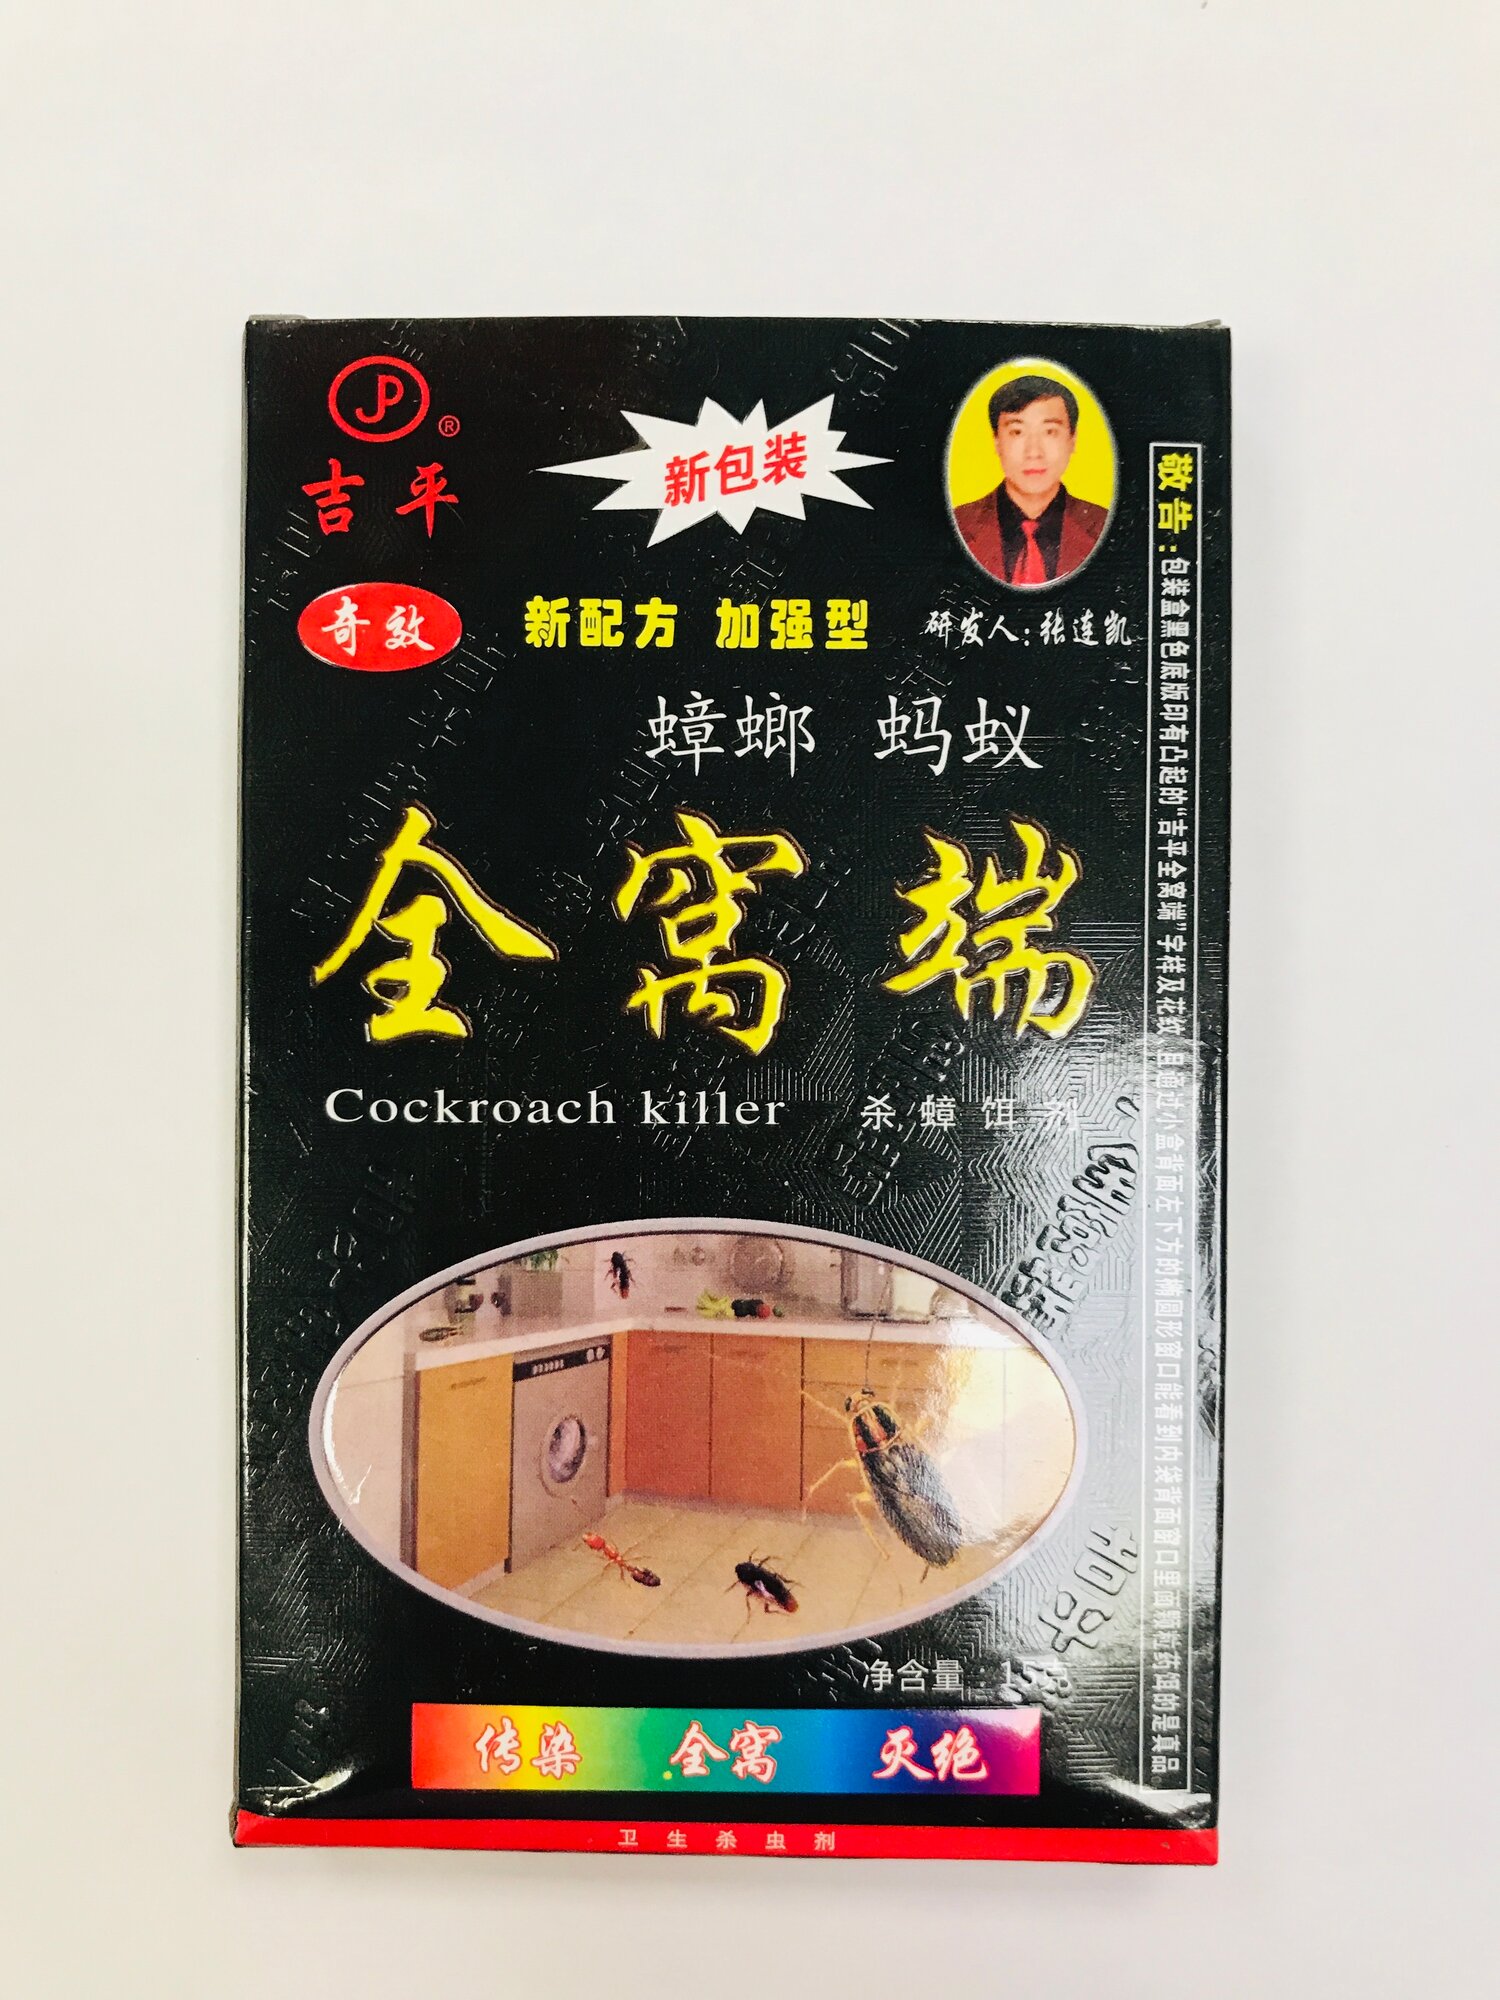 JP ®
吉平
新包装
奇效
新配方 加强型
研发人：张连凯
蟑螂 蚂蚁
全窝端
Cockroach killer
杀蟑饵剂
敬告：包装盒黑色底版印有凸起的“吉平全窝端”字样及花纹，且通过小盒背面左下方的椭圆形窗口能看到内袋背面窗口里面颗粒药饵的是真品。
净含量：
传染 全窝 灭绝
卫生杀虫剂